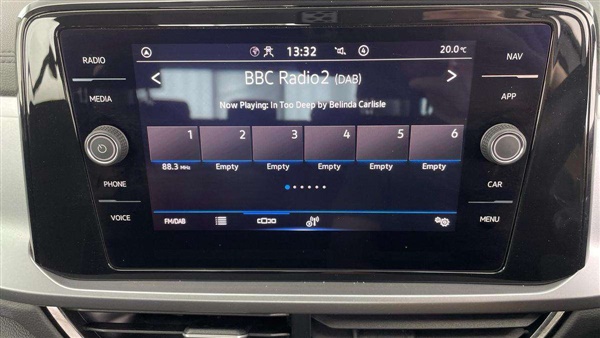 RADIO
MEDIA
PHONE
VOICE
13:32
20.0°C
BBC Radio2 (DAB)
Now Playing: In Too Deep by Belinda Carlisle
1 2 3 4 5 6
88.3 MHz Empty Empty Empty Empty Empty
FM/DAB
NAV
APP
CAR
MENU